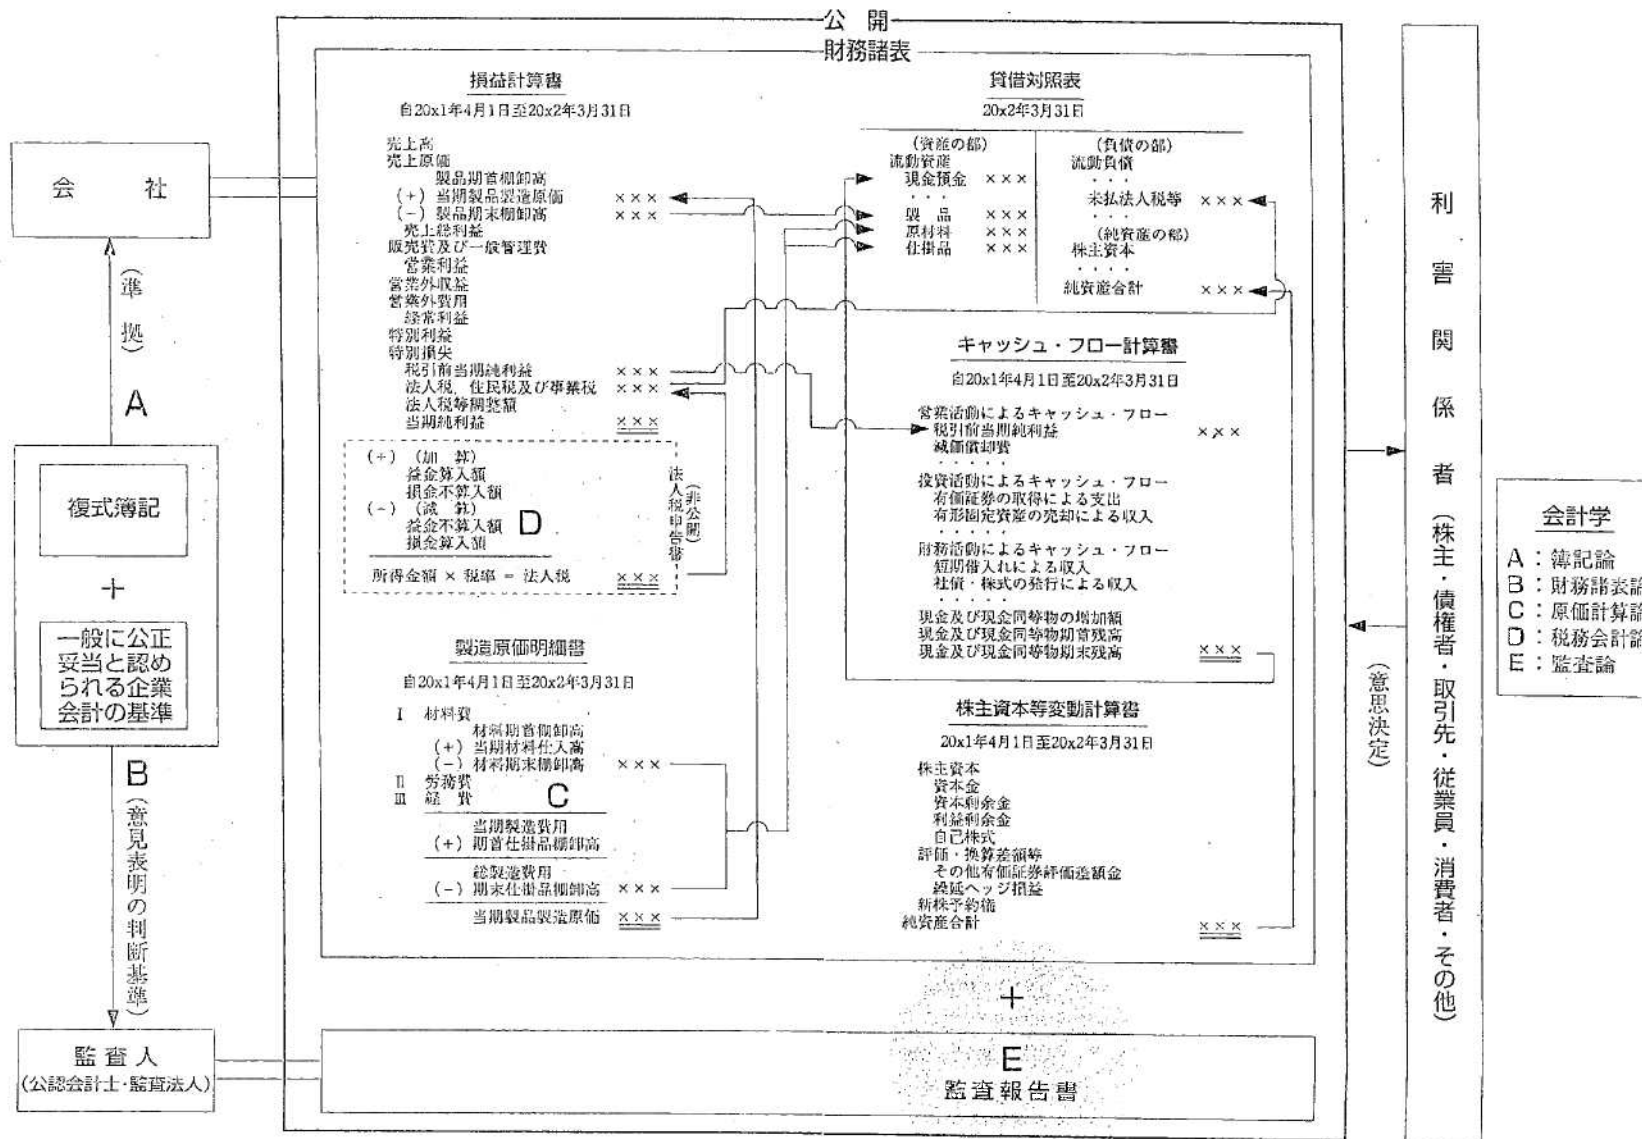 公開
財務諸表
会社
(準拠)
A
複式簿記
+
一般に公正
妥当と認め
られる企業
会計の基準
B
(意見表明の判断基準)
監査人
(公認会計士・監査法人)
損益計算書
自20x1年4月1日至20x2年3月31日
売上高
売上原価
製品期首棚卸高
(+) 当期製品製造原価 ×××
(-) 製品期末棚卸高 ×××
売上総利益
販売費及び一般管理費
営業利益
営業外収益
営業外費用
経常利益
特別利益
特別損失
税引前当期純利益 ×××
法人税,住民税及び事業税 ×××
法人税等調整額
当期純利益 ×××
(+) (加 算)
益金算入額
損金不算入額
(-) (減 算)
益金不算入額
損金算入額
D
所得金額 × 税率 = 法人税 ×××
法人税申告書
(非公開)
製造原価明細書
自20x1年4月1日至20x2年3月31日
Ⅰ 材料費
材料期首棚卸高
(+) 当期材料仕入高
(-) 材料期末棚卸高 ×××
Ⅱ 労務費
Ⅲ 経 費
C
当期製造費用
(+) 期首仕掛品棚卸高
総製造費用
(-) 期末仕掛品棚卸高 ×××
当期製品製造原価 ×××
貸借対照表
20x2年3月31日
(資産の部)
流動資産
現金預金 ×××
・・・
製 品 ×××
原材料 ×××
仕掛品 ×××
(負債の部)
流動負債
・・・
未払法人税等 ×××
(純資産の部)
株主資本
・・・・
純資産合計 ×××
キャッシュ・フロー計算書
自20x1年4月1日至20x2年3月31日
営業活動によるキャッシュ・フロー
税引前当期純利益 ×××
減価償却費
・・・・・
投資活動によるキャッシュ・フロー
有価証券の取得による支出
有形固定資産の売却による収入
・・・・・
財務活動によるキャッシュ・フロー
短期借入れによる収入
社債・株式の発行による収入
・・・・・
現金及び現金同等物の増加額
現金及び現金同等物期首残高
現金及び現金同等物期末残高 ×××
株主資本等変動計算書
20x1年4月1日至20x2年3月31日
株主資本
資本金
資本剰余金
利益剰余金
自己株式
評価・換算差額等
その他有価証券評価差額金
繰延ヘッジ損益
新株予約権
純資産合計 ×××
+
E
監査報告書
(意思決定)
利害関係者(株主・債権者・取引先・従業員・消費者・その他)
会計学
A:簿記論
B:財務諸表論
C:原価計算論
D:税務会計論
E:監査論